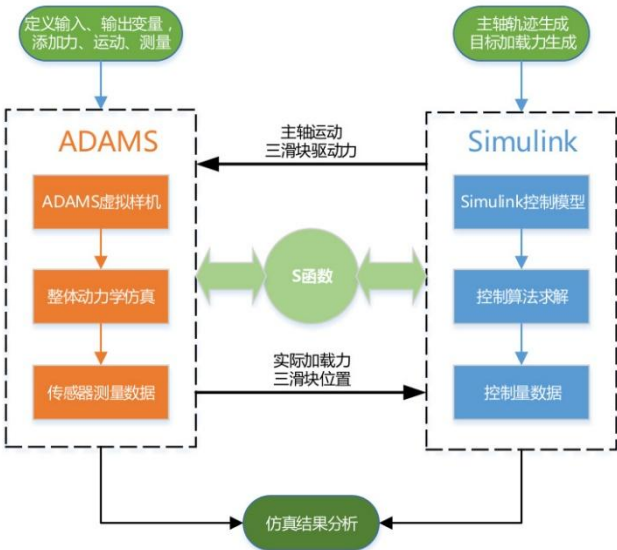 定义输入、输出变量，
添加力、运动、测量
主轴轨迹生成
目标加载力生成
ADAMS
主轴运动
三滑块驱动力
Simulink
ADAMS虚拟样机
Simulink控制模型
整体动力学仿真
S函数
控制算法求解
传感器测量数据
实际加载力
三滑块位置
控制量数据
仿真结果分析